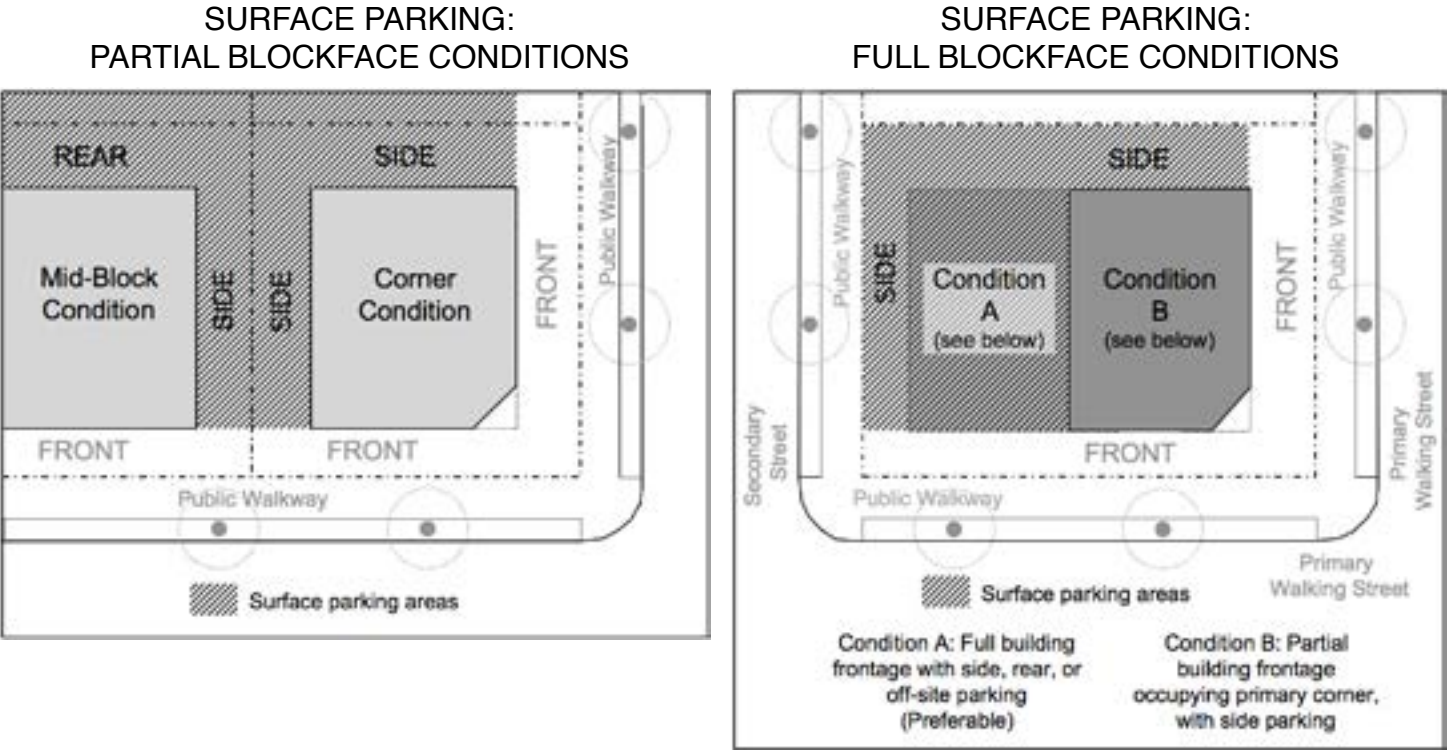 SURFACE PARKING:
PARTIAL BLOCKFACE CONDITIONS
REAR
SIDE
Mid-Block
Condition
SIDE
SIDE
Corner
Condition
FRONT
Public Walkway
FRONT
FRONT
Public Walkway
Surface parking areas
SURFACE PARKING:
FULL BLOCKFACE CONDITIONS
SIDE
Public Walkway
Public Walkway
SIDE
Condition
A
(see below)
Condition
B
(see below)
FRONT
FRONT
Secondary
Street
Primary
Walking Street
Public Walkway
Primary
Walking Street
Surface parking areas
Condition A: Full building
frontage with side, rear, or
off-site parking
(Preferable)
Condition B: Partial
building frontage
occupying primary corner,
with side parking